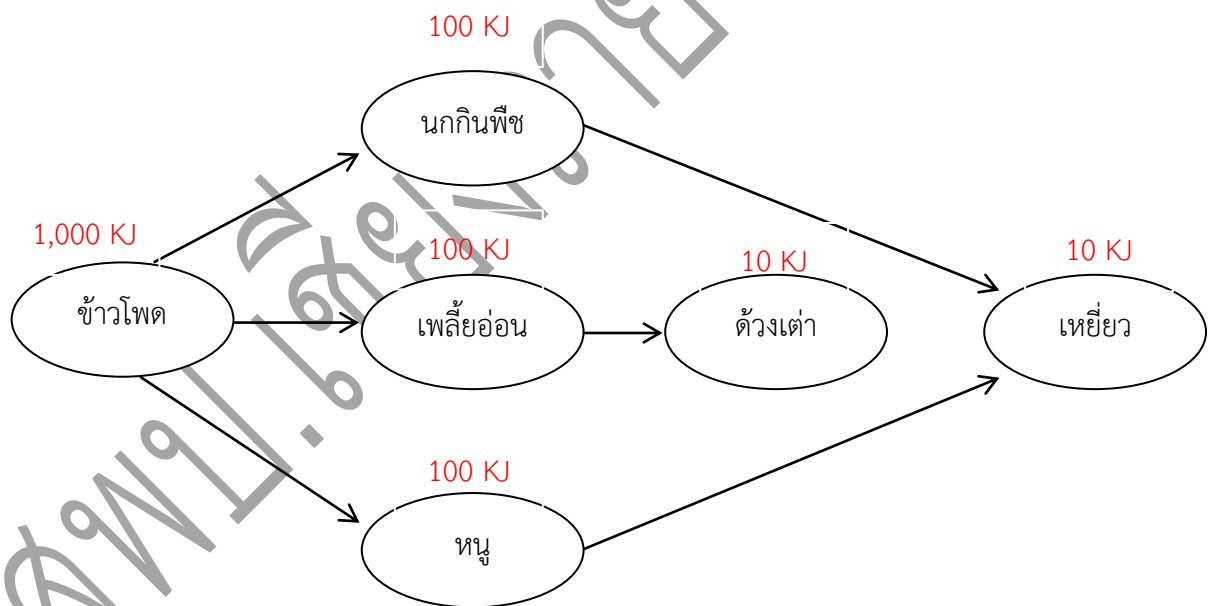 100 KJ
นกกินพืช
1,000 KJ
100 KJ
10 KJ
10 KJ
ข้าวโพด
เพลี้ยอ่อน
ด้วงเต่า
เหยี่ยว
100 KJ
หนู